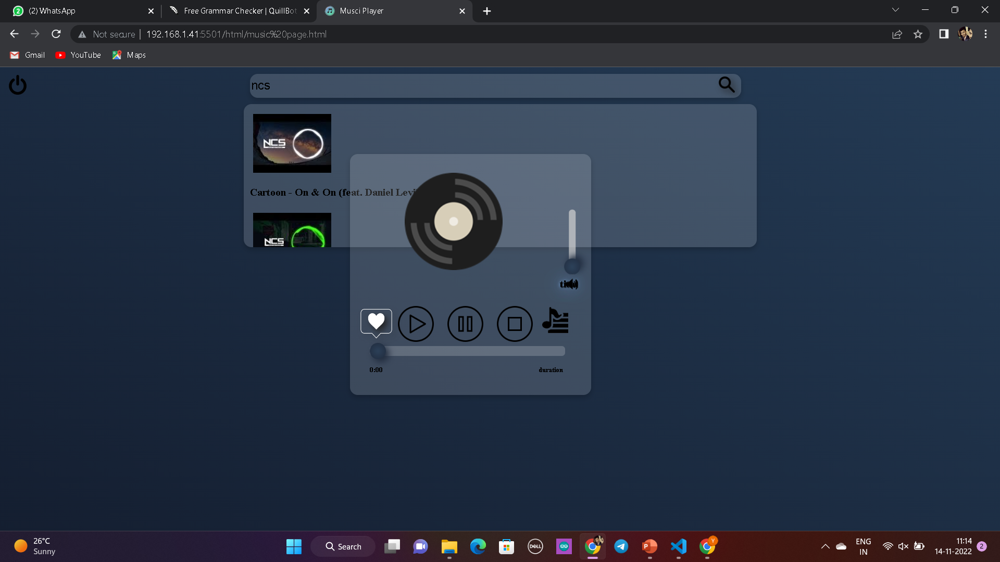 (2) WhatsApp
Free Grammar Checker | QuillBot
Musci Player
Not secure | 192.168.1.41:5501/html/music%20page.html
Gmail
YouTube
Maps
ncs
NCS
Cartoon - On & On (feat. Daniel Levi
NCS
0:00
duration
26°C
Sunny
Search
DELL
P
Y
ENG
IN
11:14
14-11-2022
2